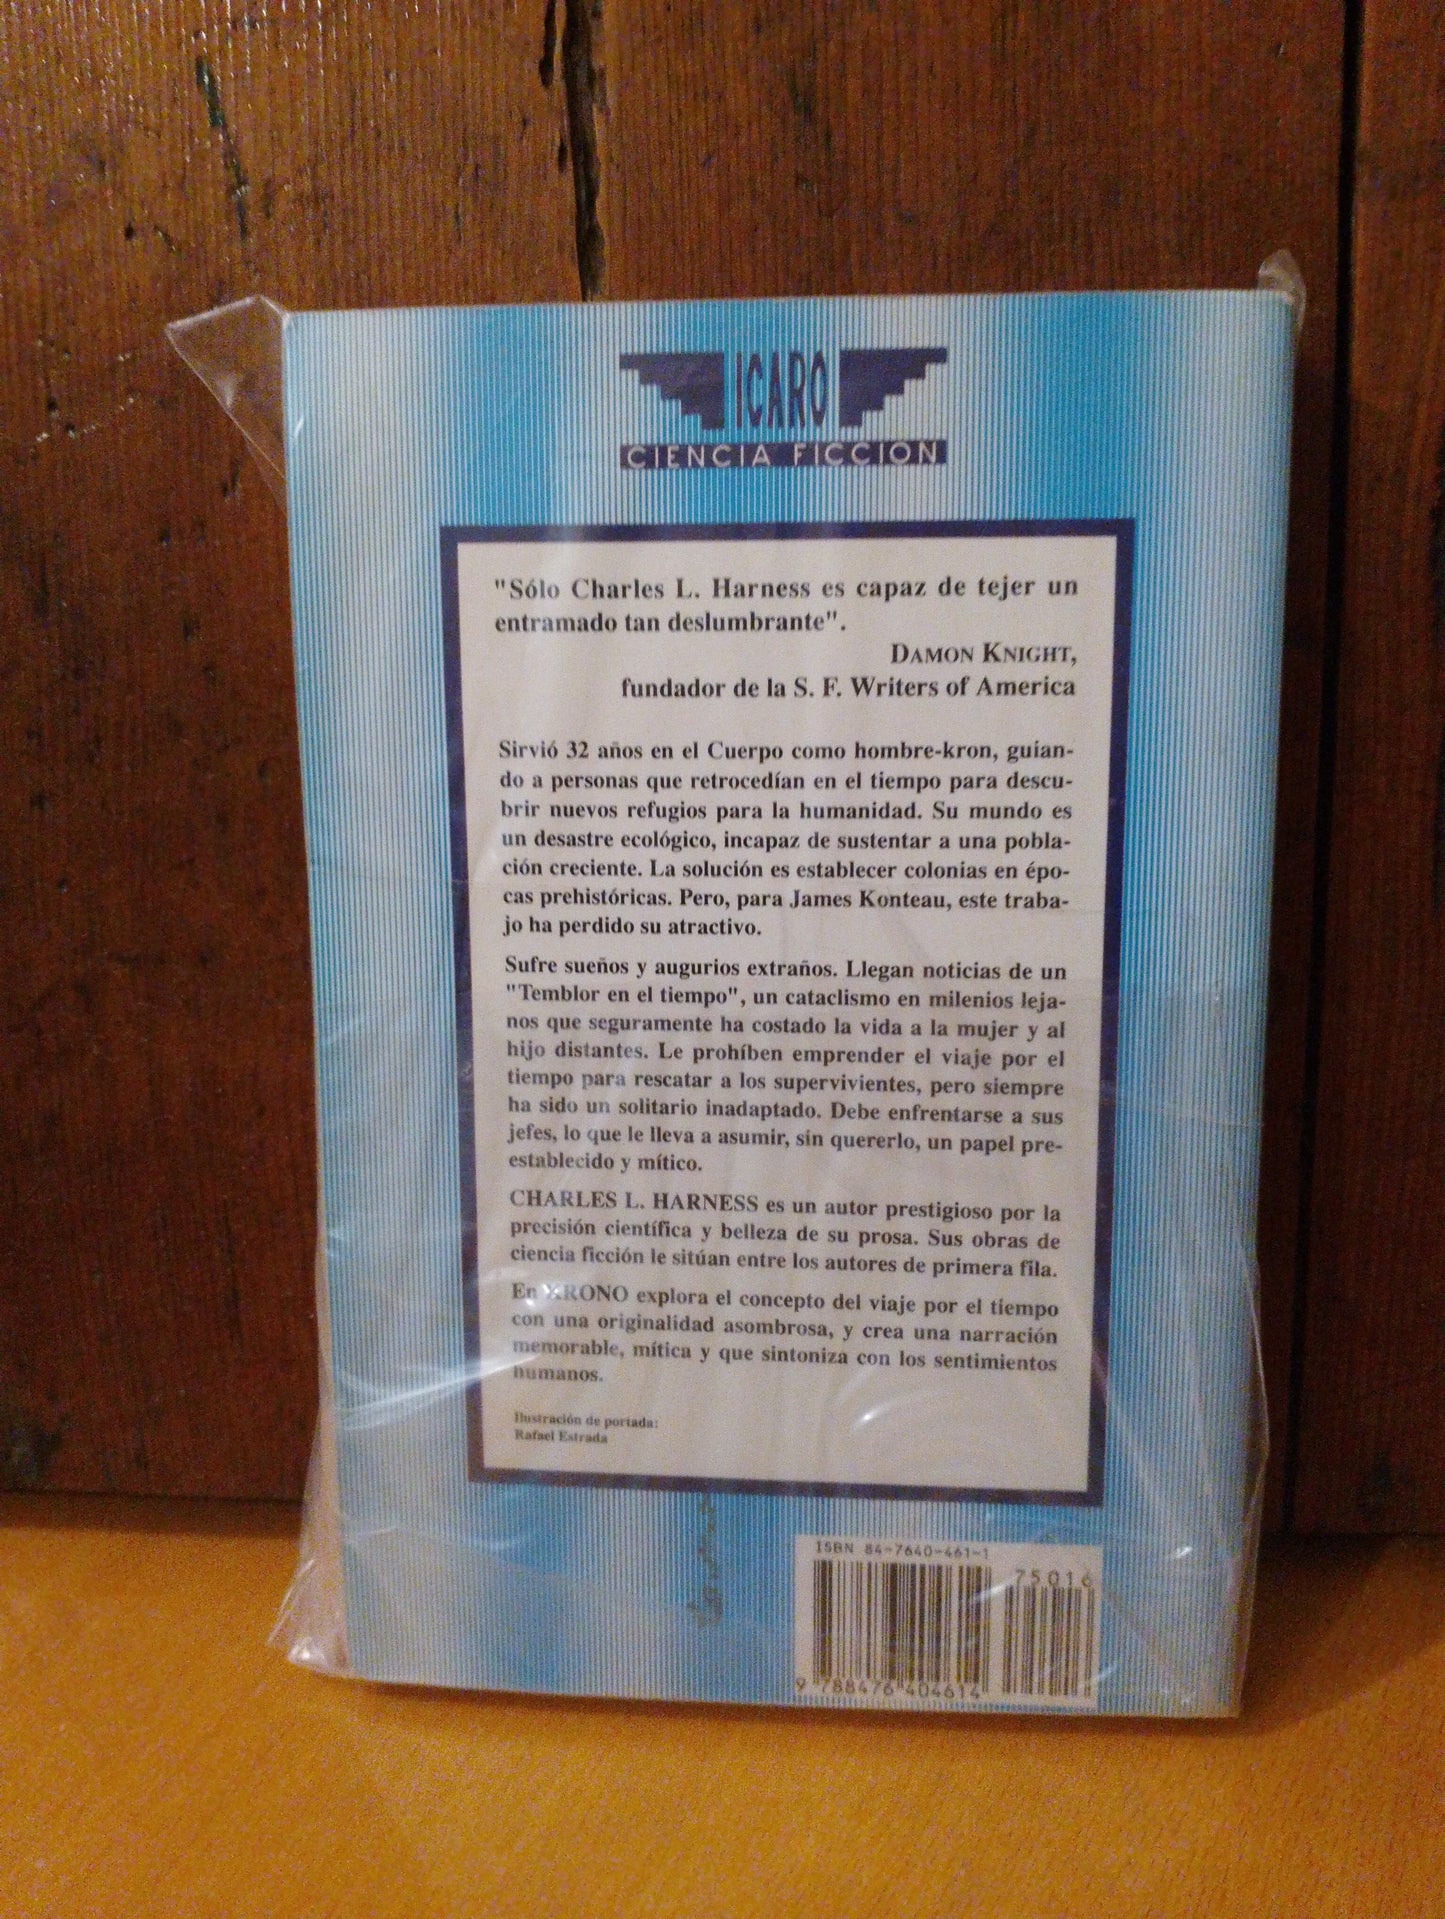 ICARO
CIENCIA FICCION
"Sólo Charles L. Harness es capaz de tejer un
entramado tan deslumbrante".
DAMON KNIGHT,
fundador de la S. F. Writers of America
Sirvió 32 años en el Cuerpo como hombre-kron, guian-
do a personas que retrocedían en el tiempo para descu-
brir nuevos refugios para la humanidad. Su mundo es
un desastre ecológico, incapaz de sustentar a una pobla-
ción creciente. La solución es establecer colonias en épo-
cas prehistóricas. Pero, para James Konteau, este traba-
jo ha perdido su atractivo.
Sufre sueños y augurios extraños. Llegan noticias de un
"Temblor en el tiempo", un cataclismo en milenios leja-
nos que seguramente ha costado la vida a la mujer y al
hijo distantes. Le prohíben emprender el viaje por el
tiempo para rescatar a los supervivientes, pero siempre
ha sido un solitario inadaptado. Debe enfrentarse a sus
jefes, lo que le lleva a asumir, sin quererlo, un papel pre-
establecido y mítico.
CHARLES L. HARNESS es un autor prestigioso por la
precisión científica y belleza de su prosa. Sus obras de
ciencia ficción le sitúan entre los autores de primera fila.
En KRONO explora el concepto del viaje por el tiempo
con una originalidad asombrosa, y crea una narración
memorable, mítica y que sintoniza con los sentimientos
humanos.
Ilustración de portada:
Rafael Estrada
ISBN 84-7640-461-1
75016
9 788476 404614